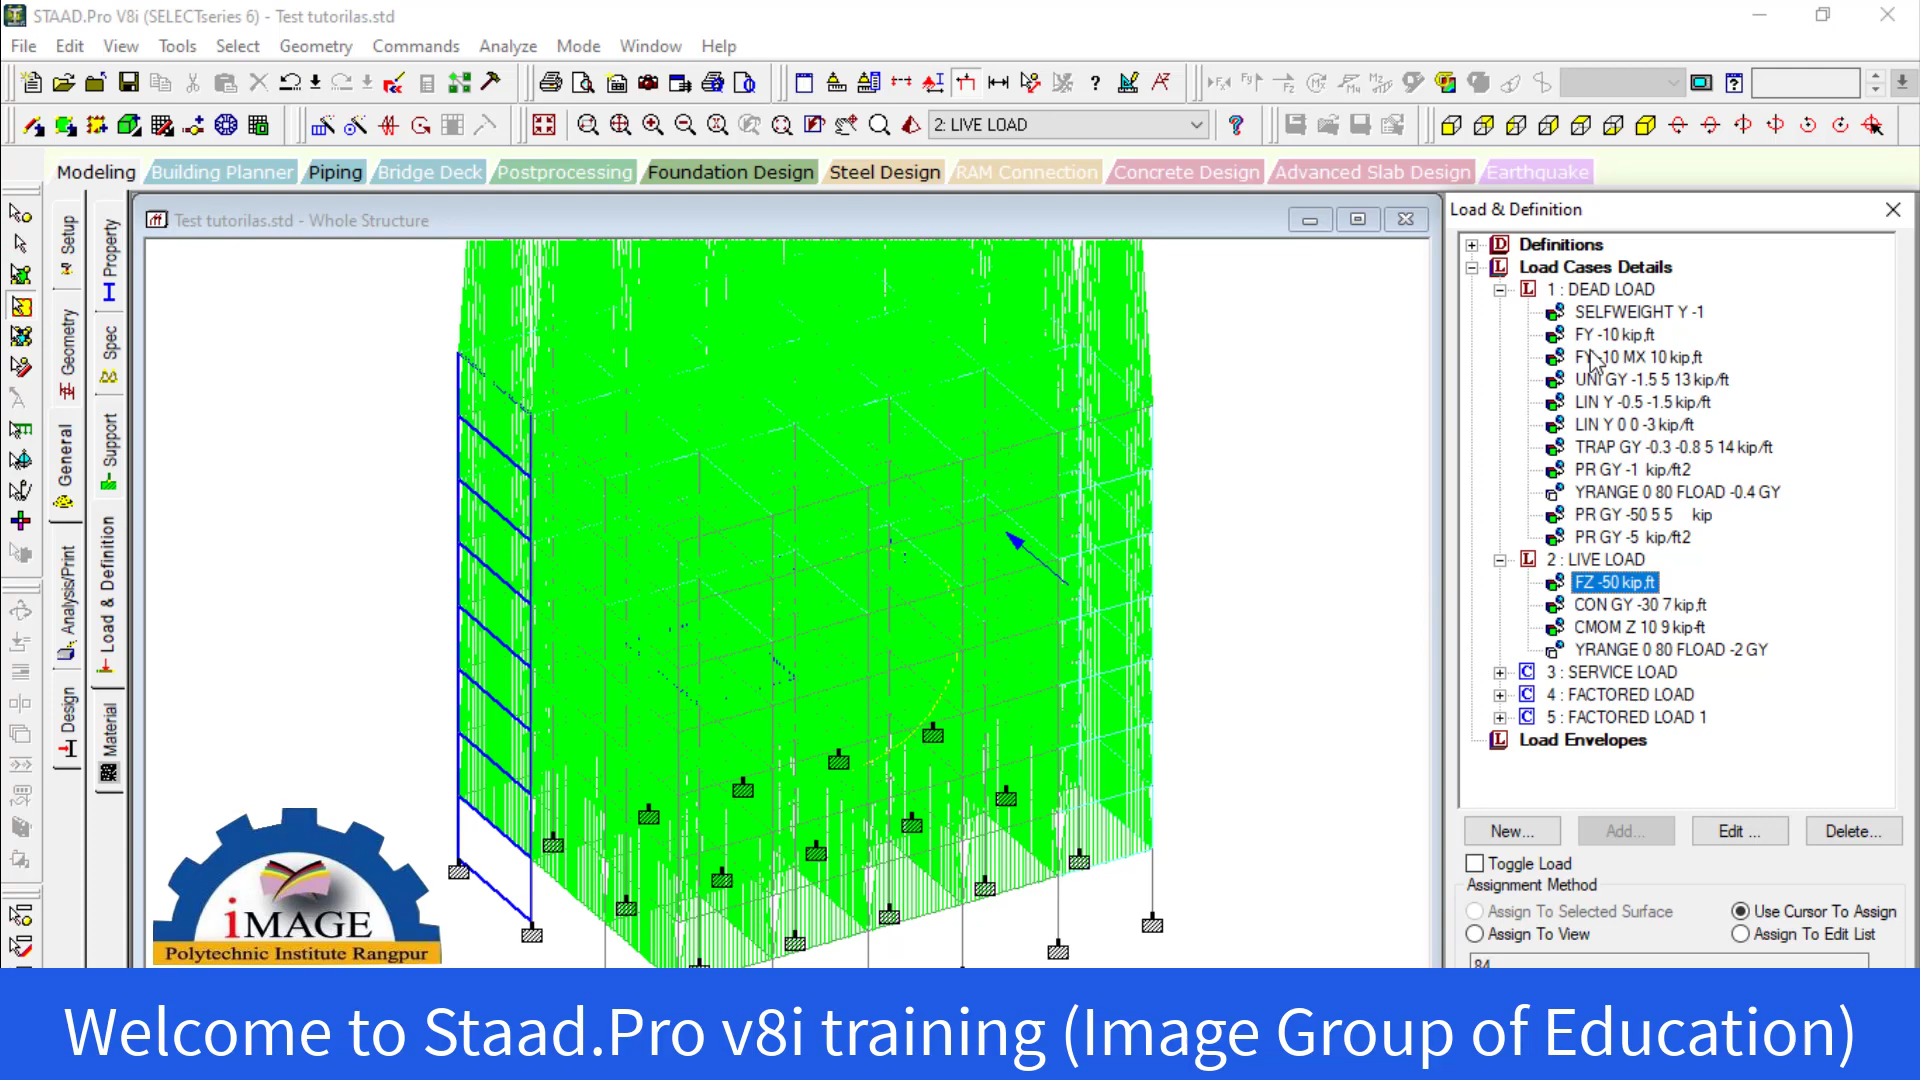 STAAD.Pro V8i (SELECTseries 6) - Test tutorilas.std
File Edit View Tools Select Geometry Commands Analyze Mode Window Help
2: LIVE LOAD
Modeling Building Planner Piping Bridge Deck Postprocessing Foundation Design Steel Design RAM Connection Concrete Design Advanced Slab Design Earthquake
Setup
Geometry
General
Analysis/Print
Design
Property
Spec
Support
Load & Definition
Material
Test tutorilas.std - Whole Structure
iMAGE
Polytechnic Institute Rangpur
Load & Definition
Definitions
Load Cases Details
1 : DEAD LOAD
SELFWEIGHT Y -1
FY -10 kip,ft
FY -10 MX 10 kip,ft
UNI GY -1.5 5 13 kip/ft
LIN Y -0.5 -1.5 kip/ft
LIN Y 0 0 -3 kip/ft
TRAP GY -0.3 -0.8 5 14 kip/ft
PR GY -1 kip/ft2
YRANGE 0 80 FLOAD -0.4 GY
PR GY -50 5 5 kip
PR GY -5 kip/ft2
2 : LIVE LOAD
FZ -50 kip,ft
CON GY -30 7 kip,ft
CMOM Z 10 9 kip-ft
YRANGE 0 80 FLOAD -2 GY
3 : SERVICE LOAD
4 : FACTORED LOAD
5 : FACTORED LOAD 1
Load Envelopes
New... Add... Edit ... Delete...
Toggle Load
Assignment Method
Assign To Selected Surface Use Cursor To Assign
Assign To View Assign To Edit List
84
Welcome to Staad.Pro v8i training (Image Group of Education)